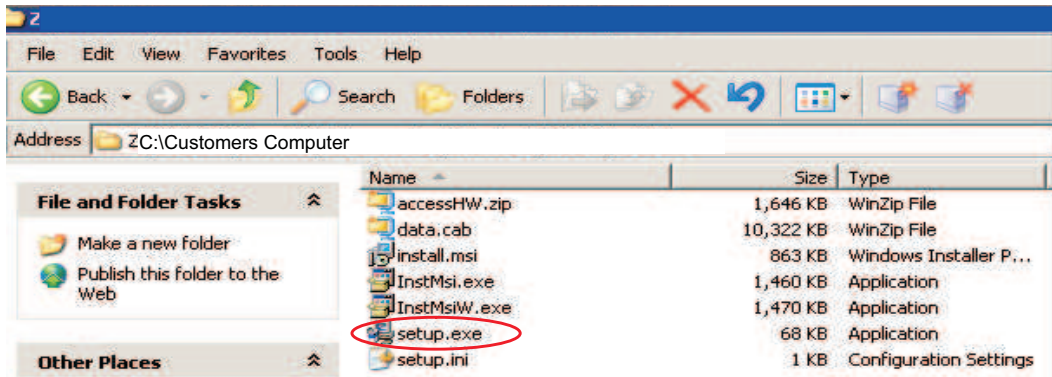 Z
File Edit View Favorites Tools Help
Back Search Folders
Address ZC:\Customers Computer
Name Size Type
File and Folder Tasks
Make a new folder
Publish this folder to the
Web
Other Places
accessHW.zip 1,646 KB WinZip File
data.cab 10,322 KB WinZip File
install.msi 863 KB Windows Installer P...
InstMsi.exe 1,460 KB Application
InstMsiW.exe 1,470 KB Application
setup.exe 68 KB Application
setup.ini 1 KB Configuration Settings